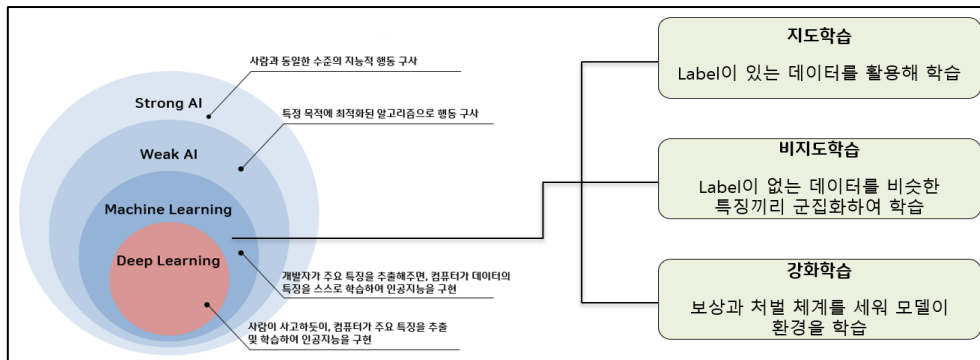 Strong AI
Weak AI
Machine Learning
Deep Learning
사람과 동일한 수준의 지능적 행동 구사
특정 목적에 최적화된 알고리즘으로 행동 구사
개발자가 주요 특징을 추출해주면, 컴퓨터가 데이터의
특징을 스스로 학습하여 인공지능을 구현
사람이 사고하듯이, 컴퓨터가 주요 특징을 추출
및 학습하여 인공지능을 구현
지도학습
Label이 있는 데이터를 활용해 학습
비지도학습
Label이 없는 데이터를 비슷한
특징끼리 군집화하여 학습
강화학습
보상과 처벌 체계를 세워 모델이
환경을 학습